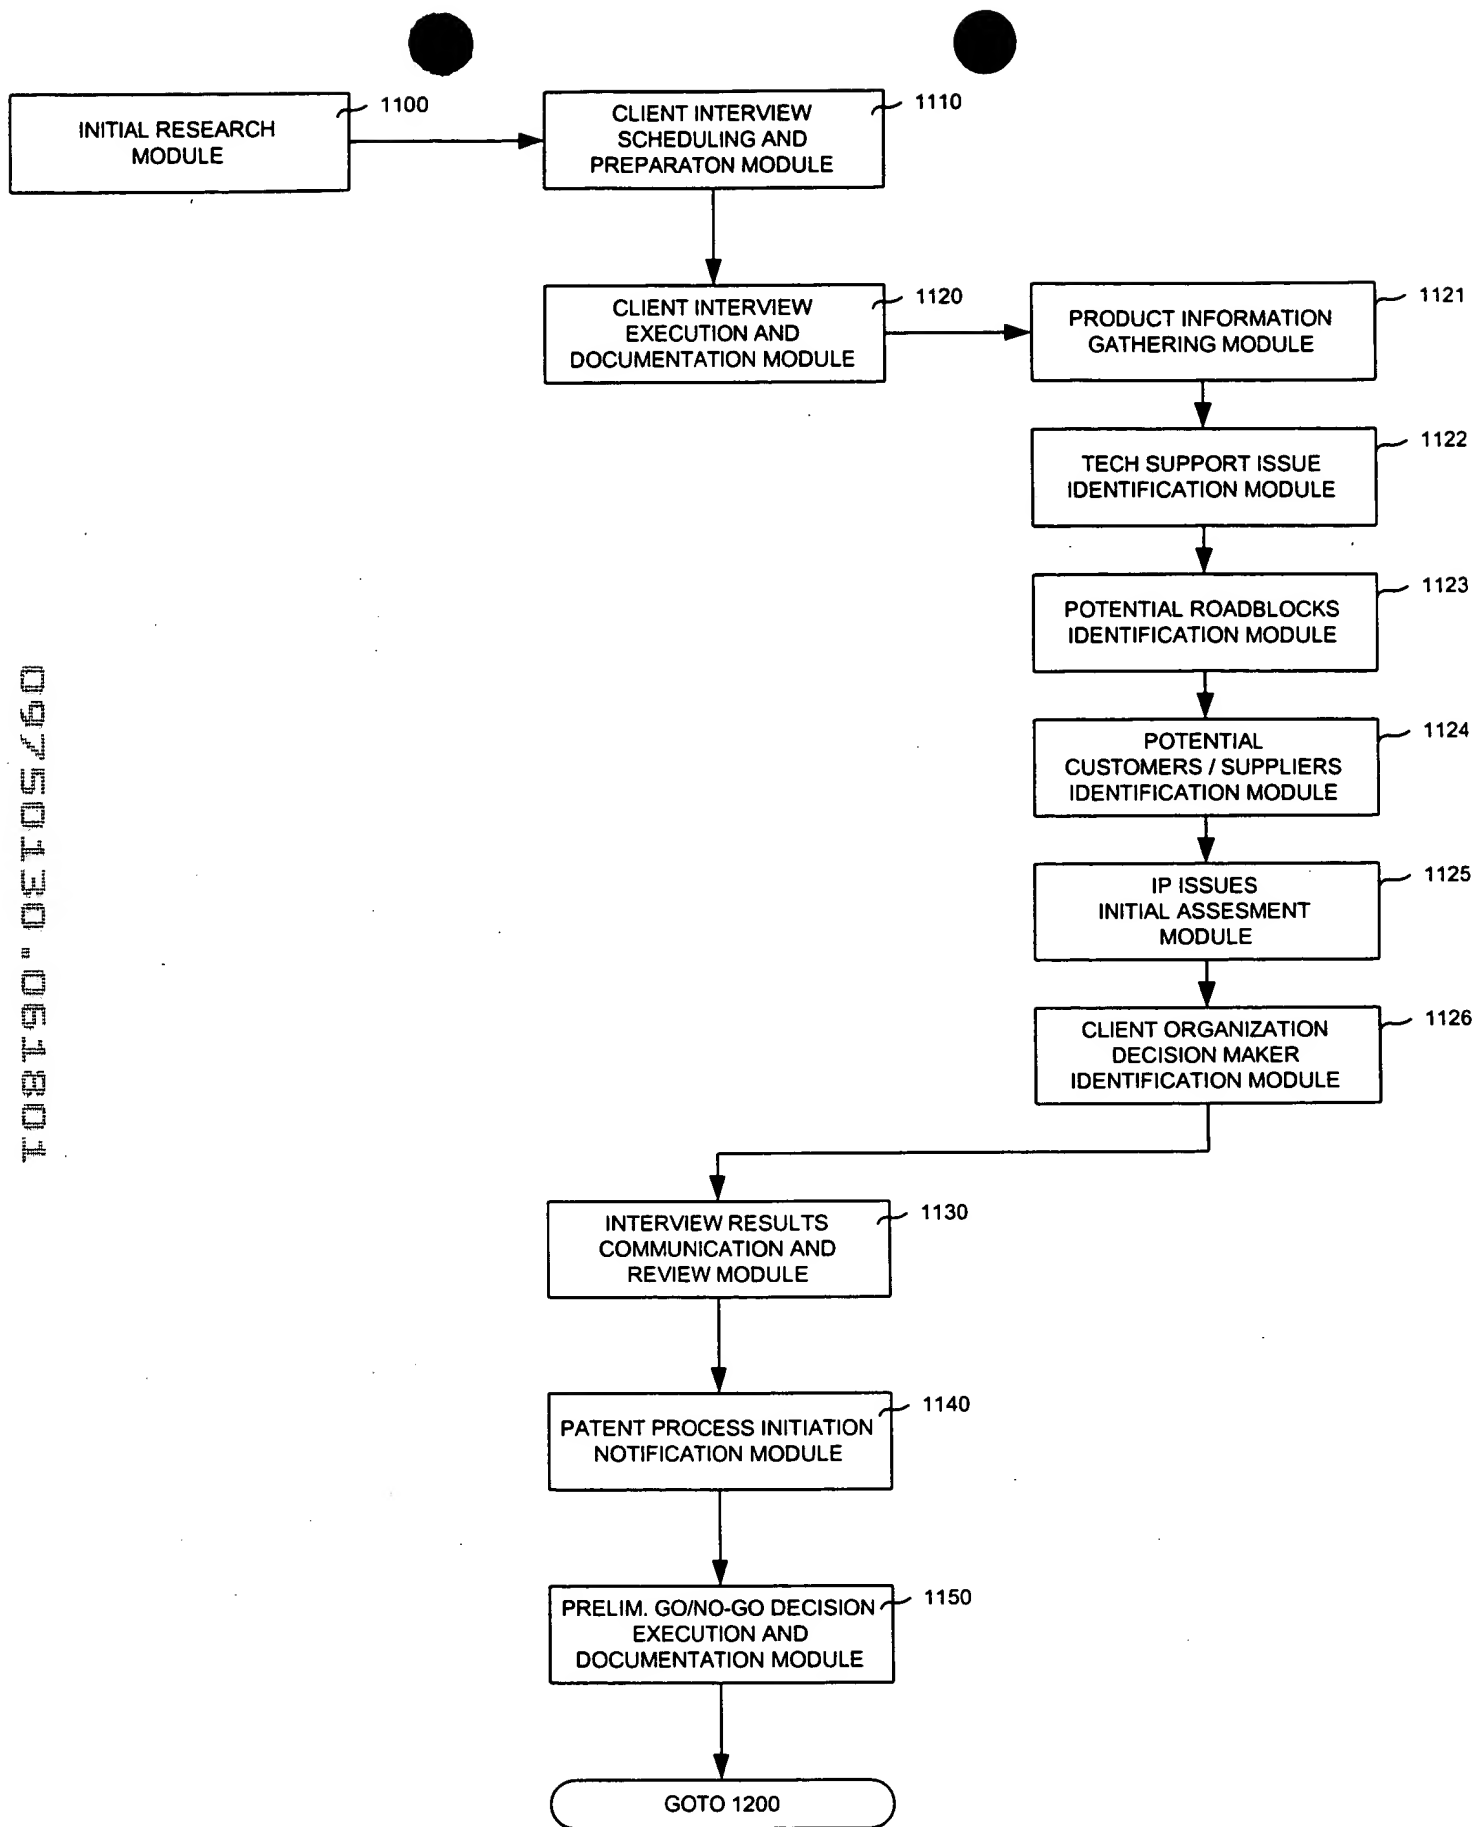 INITIAL RESEARCH
MODULE
1100
CLIENT INTERVIEW
SCHEDULING AND
PREPARATON MODULE
1110
CLIENT INTERVIEW
EXECUTION AND
DOCUMENTATION MODULE
1120
PRODUCT INFORMATION
GATHERING MODULE
1121
TECH SUPPORT ISSUE
IDENTIFICATION MODULE
1122
POTENTIAL ROADBLOCKS
IDENTIFICATION MODULE
1123
POTENTIAL
CUSTOMERS / SUPPLIERS
IDENTIFICATION MODULE
1124
IP ISSUES
INITIAL ASSESMENT
MODULE
1125
CLIENT ORGANIZATION
DECISION MAKER
IDENTIFICATION MODULE
1126
INTERVIEW RESULTS
COMMUNICATION AND
REVIEW MODULE
1130
PATENT PROCESS INITIATION
NOTIFICATION MODULE
1140
PRELIM. GO/NO-GO DECISION
EXECUTION AND
DOCUMENTATION MODULE
1150
GOTO 1200
09750130.061801